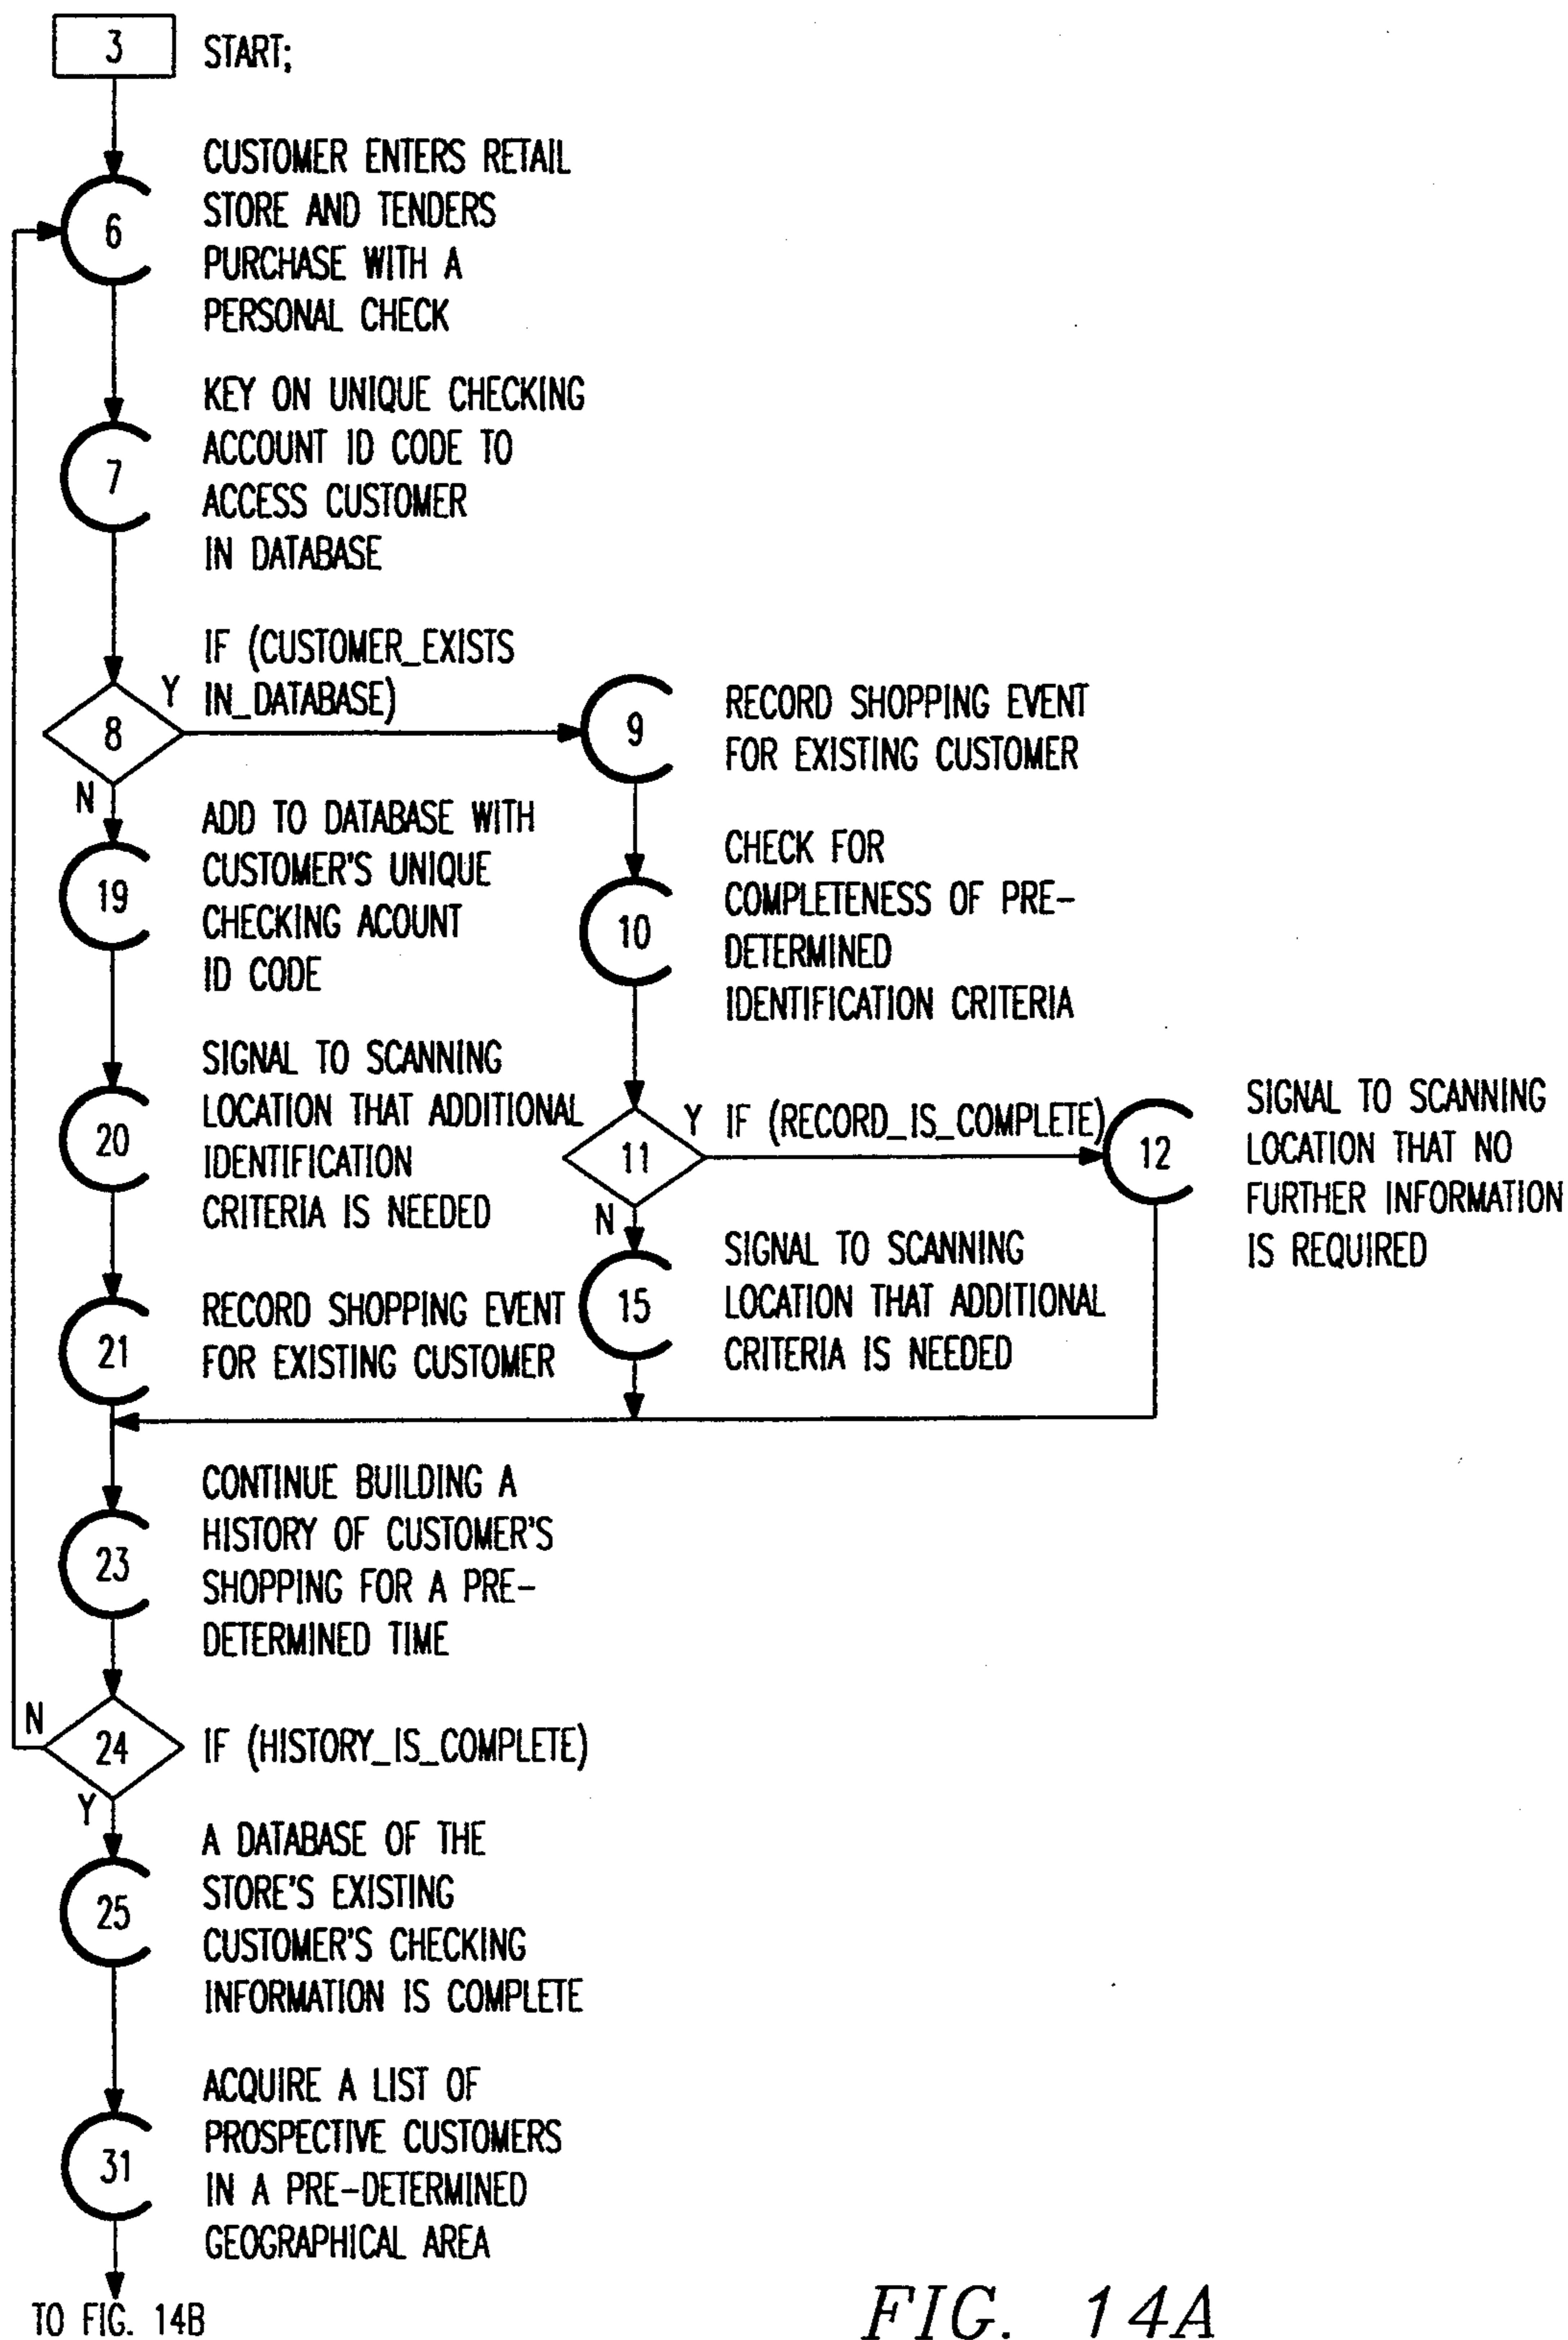 3 START;
CUSTOMER ENTERS RETAIL
STORE AND TENDERS
PURCHASE WITH A
PERSONAL CHECK
6
KEY ON UNIQUE CHECKING
ACCOUNT ID CODE TO
ACCESS CUSTOMER
IN DATABASE
7
IF (CUSTOMER_EXISTS
IN_DATABASE)
Y
8
N
9
RECORD SHOPPING EVENT
FOR EXISTING CUSTOMER
ADD TO DATABASE WITH
CUSTOMER'S UNIQUE
CHECKING ACOUNT
ID CODE
19
CHECK FOR
COMPLETENESS OF PRE-
DETERMINED
IDENTIFICATION CRITERIA
10
SIGNAL TO SCANNING
LOCATION THAT ADDITIONAL
IDENTIFICATION
CRITERIA IS NEEDED
20
11
Y IF (RECORD_IS_COMPLETE)
N
12
SIGNAL TO SCANNING
LOCATION THAT NO
FURTHER INFORMATION
IS REQUIRED
RECORD SHOPPING EVENT
FOR EXISTING CUSTOMER
21
15
SIGNAL TO SCANNING
LOCATION THAT ADDITIONAL
CRITERIA IS NEEDED
CONTINUE BUILDING A
HISTORY OF CUSTOMER'S
SHOPPING FOR A PRE-
DETERMINED TIME
23
N
24
IF (HISTORY_IS_COMPLETE)
Y
A DATABASE OF THE
STORE'S EXISTING
CUSTOMER'S CHECKING
INFORMATION IS COMPLETE
25
ACQUIRE A LIST OF
PROSPECTIVE CUSTOMERS
IN A PRE-DETERMINED
GEOGRAPHICAL AREA
31
TO FIG. 14B
FIG. 14A